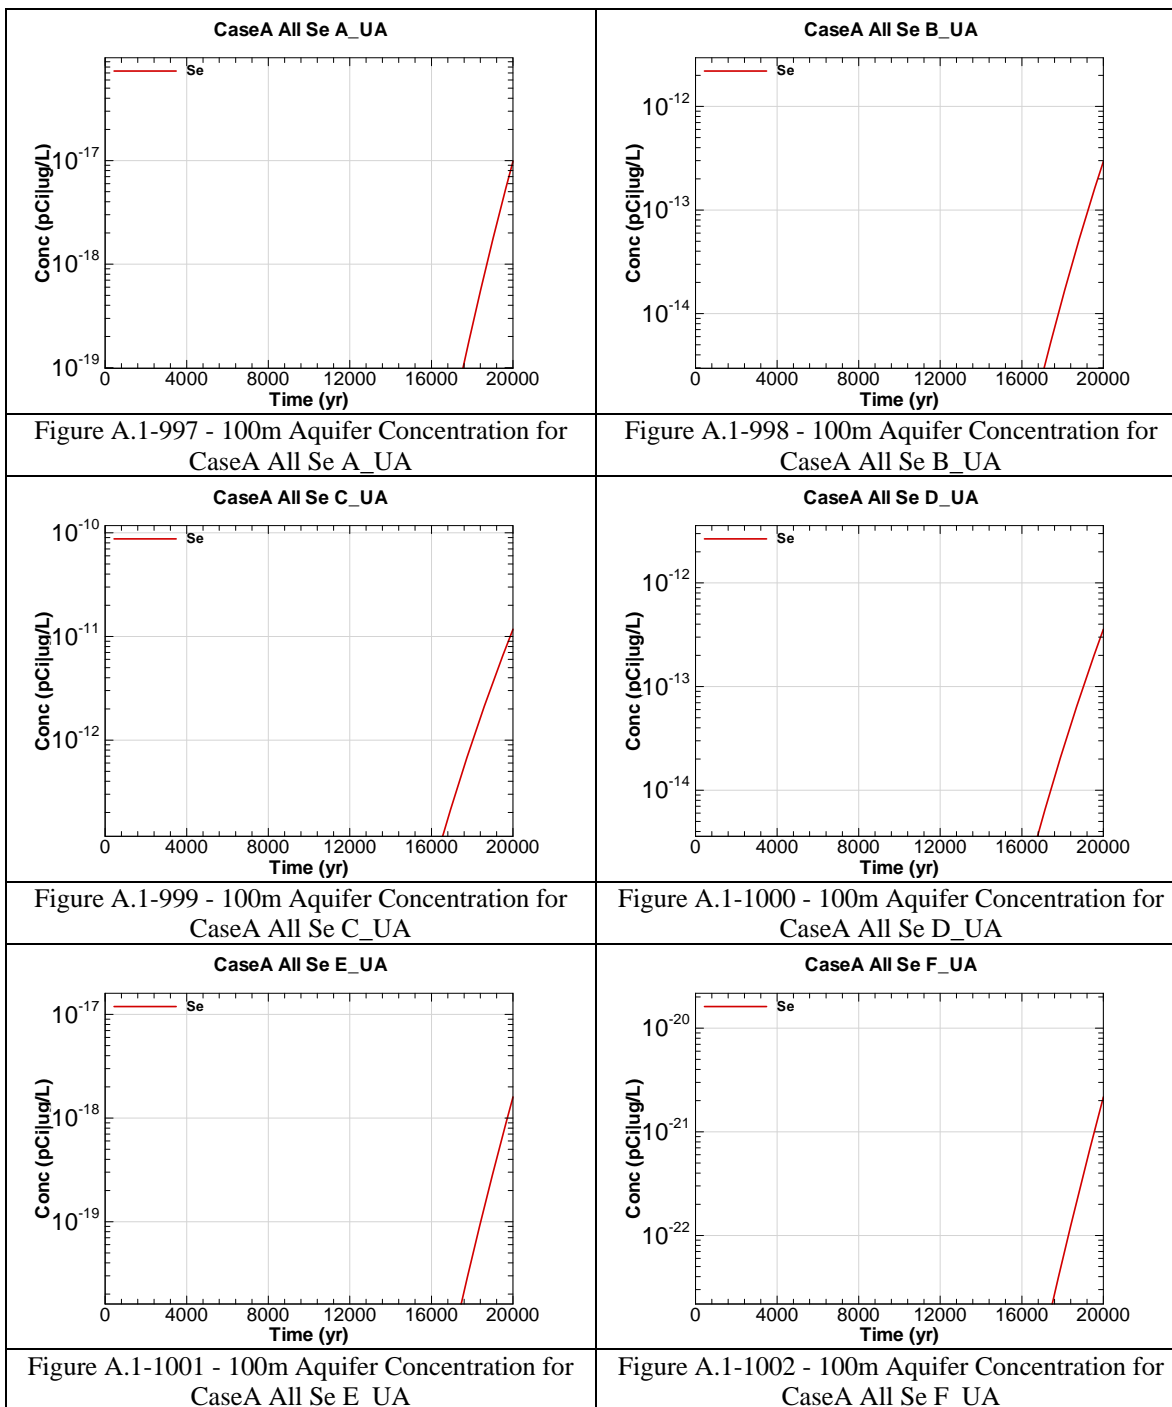 CaseA All Se A_UA
Se
Conc (pCi|ug/L)
10-17
10-18
10-19
0 4000 8000 12000 16000 20000
Time (yr)
Figure A.1-997 - 100m Aquifer Concentration for
CaseA All Se A_UA
CaseA All Se B_UA
Se
Conc (pCi|ug/L)
10-12
10-13
10-14
0 4000 8000 12000 16000 20000
Time (yr)
Figure A.1-998 - 100m Aquifer Concentration for
CaseA All Se B_UA
CaseA All Se C_UA
Se
Conc (pCi|ug/L)
10-10
10-11
10-12
0 4000 8000 12000 16000 20000
Time (yr)
Figure A.1-999 - 100m Aquifer Concentration for
CaseA All Se C_UA
CaseA All Se D_UA
Se
Conc (pCi|ug/L)
10-12
10-13
10-14
0 4000 8000 12000 16000 20000
Time (yr)
Figure A.1-1000 - 100m Aquifer Concentration for
CaseA All Se D_UA
CaseA All Se E_UA
Se
Conc (pCi|ug/L)
10-17
10-18
10-19
0 4000 8000 12000 16000 20000
Time (yr)
Figure A.1-1001 - 100m Aquifer Concentration for
CaseA All Se E_UA
CaseA All Se F_UA
Se
Conc (pCi|ug/L)
10-20
10-21
10-22
0 4000 8000 12000 16000 20000
Time (yr)
Figure A.1-1002 - 100m Aquifer Concentration for
CaseA All Se F_UA